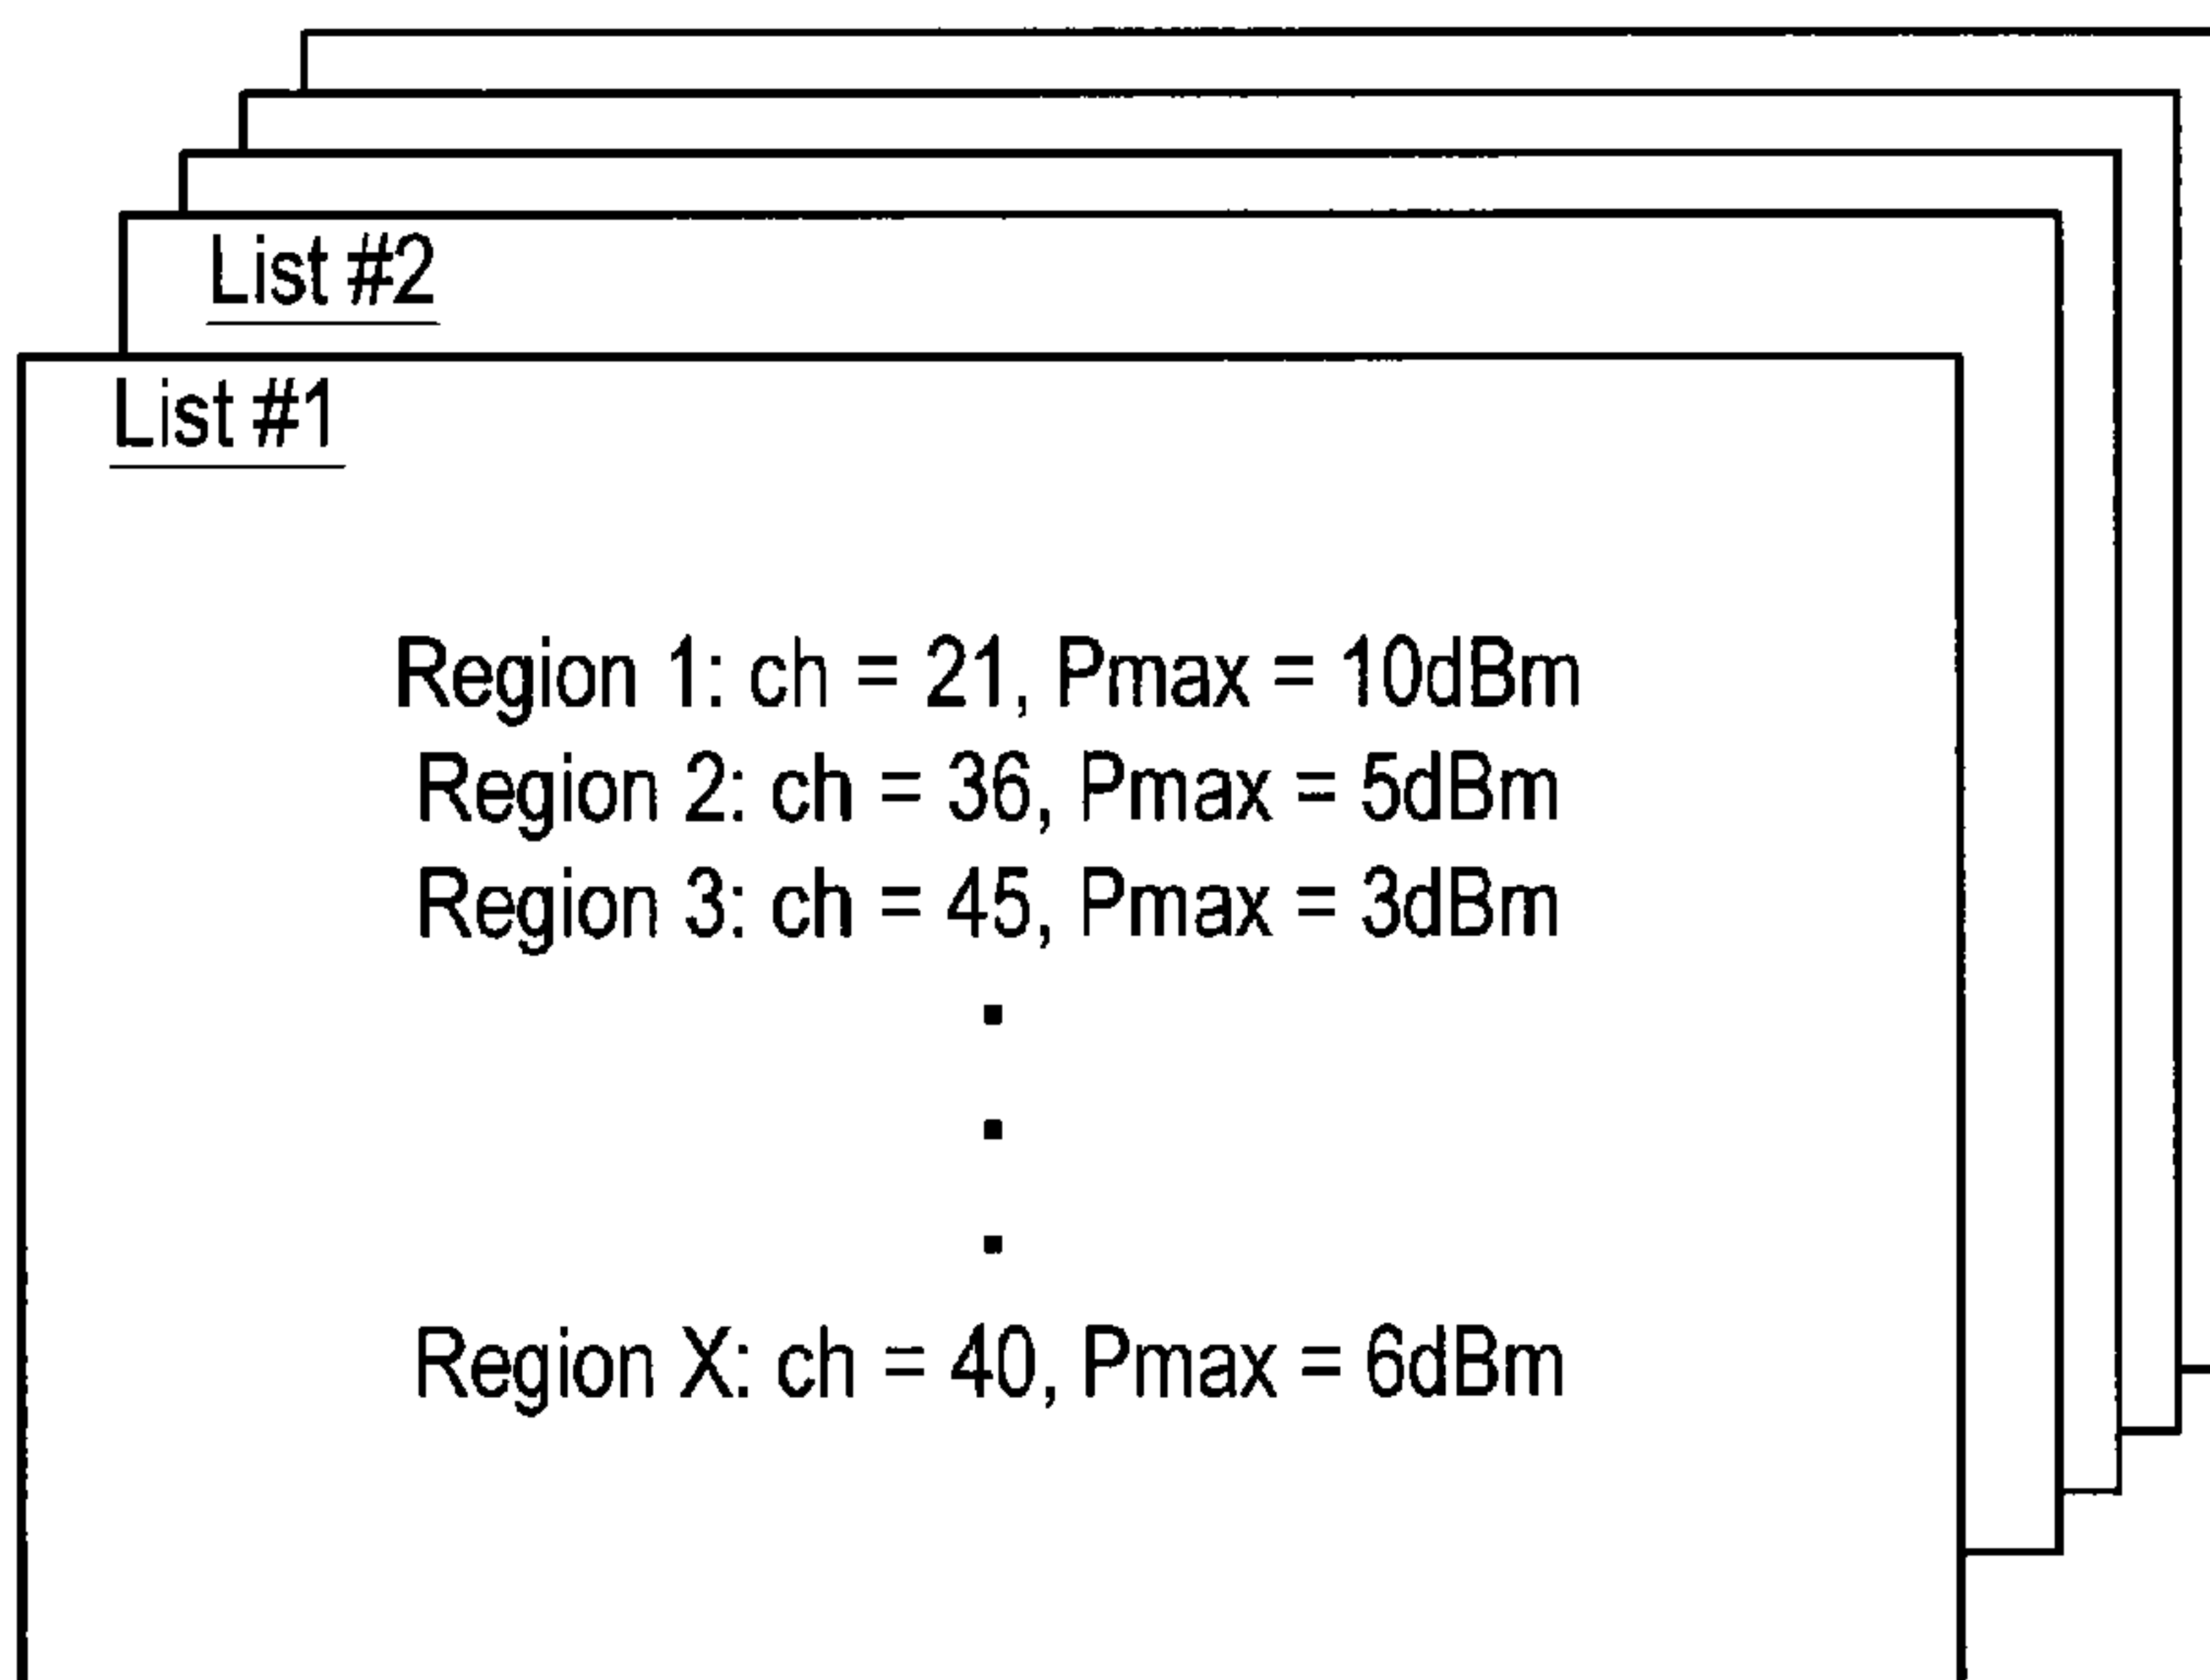 List #2
List #1
Region 1: ch = 21, Pmax = 10dBm
Region 2: ch = 36, Pmax = 5dBm
Region 3: ch = 45, Pmax = 3dBm
.
.
.
Region X: ch = 40, Pmax = 6dBm